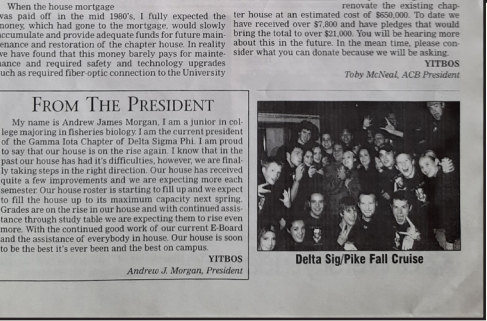 When the house mortgage
was paid off in the mid 1980's, I fully expected the
money, which had gone to the mortgage, would slowly
accumulate and provide adequate funds for future main-
enance and restoration of the chapter house. In reality
we have found that this money barely pays for mainte-
ance and required safety and technology upgrades
uch as required fiber-optic connection to the University
renovate the existing chap-
ter house at an estimated cost of $650,000. To date we
have received over $7,800 and have pledges that would
bring the total to over $21,000. You will be hearing more
about this in the future. In the mean time, please con-
sider what you can donate because we will be asking.
YITBOS
Toby McNeal, ACB President
FROM THE PRESIDENT
My name is Andrew James Morgan, I am a junior in col-
lege majoring in fisheries biology. I am the current president
of the Gamma Iota Chapter of Delta Sigma Phi. I am proud
to say that our house is on the rise again. I know that in the
past our house has had it's difficulties, however, we are final-
ly taking steps in the right direction. Our house has received
quite a few improvements and we are expecting more each
semester. Our house roster is starting to fill up and we expect
to fill the house up to its maximum capacity next spring.
Grades are on the rise in our house and with continued assis-
tance through study table we are expecting them to rise even
more. With the continued good work of our current E-Board
and the assistance of everybody in house. Our house is soon
to be the best it's ever been and the best on campus.
YITBOS
Andrew J. Morgan, President
Delta Sig/Pike Fall Cruise